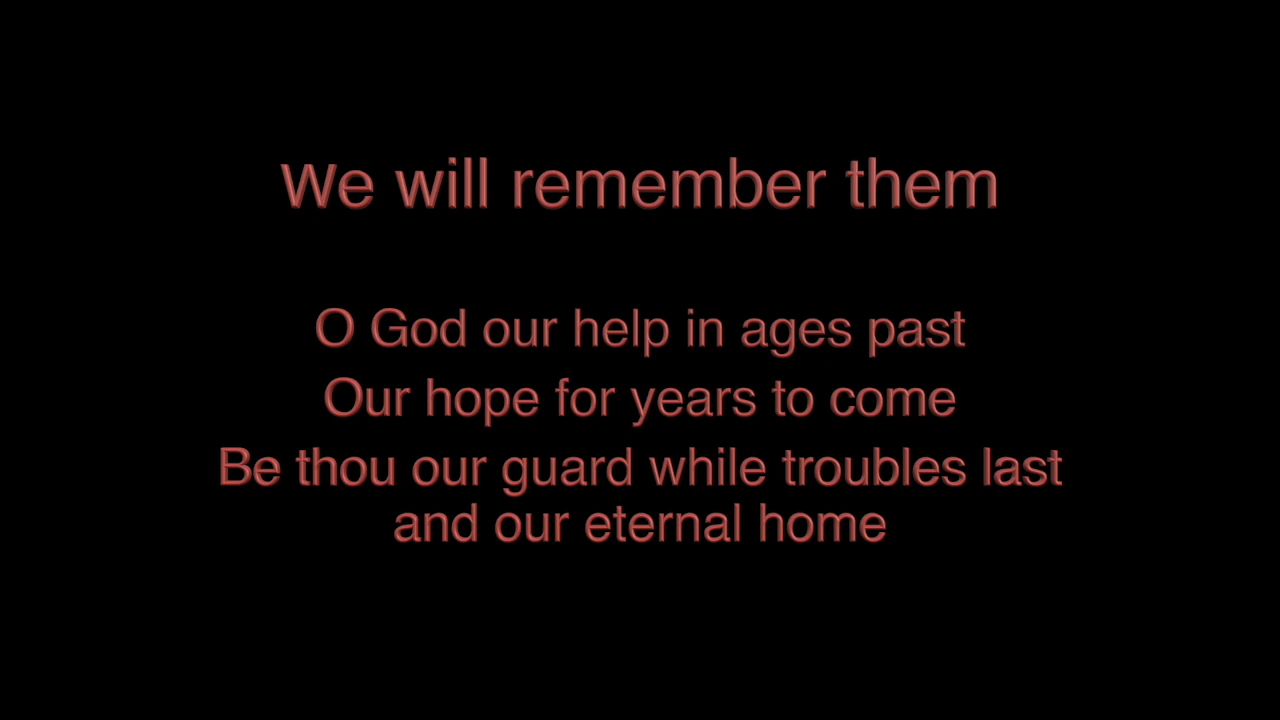 We will remember them
O God our help in ages past
Our hope for years to come
Be thou our guard while troubles last
and our eternal home